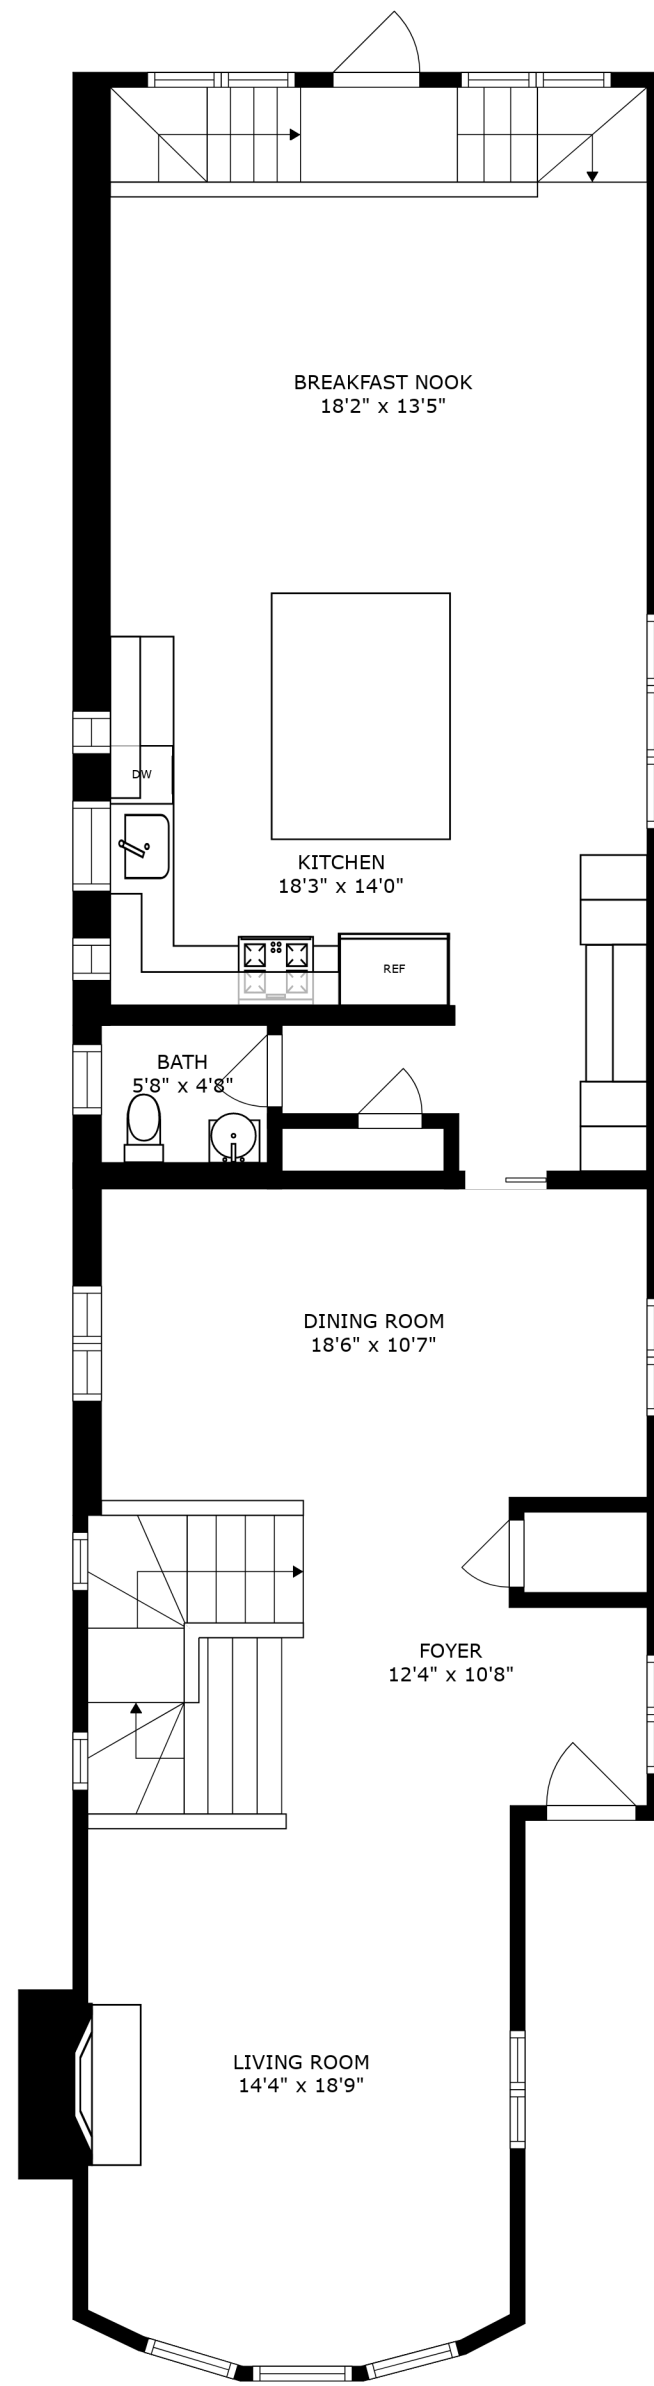 BREAKFAST NOOK
18'2" x 13'5"
DW
KITCHEN
18'3" x 14'0"
REF
BATH
5'8" x 4'8"
DINING ROOM
18'6" x 10'7"
FOYER
12'4" x 10'8"
LIVING ROOM
14'4" x 18'9"